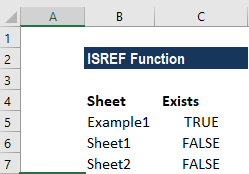 A B C
1
2 ISREF Function
3
4 Sheet Exists
5 Example1 TRUE
6 Sheet1 FALSE
7 Sheet2 FALSE